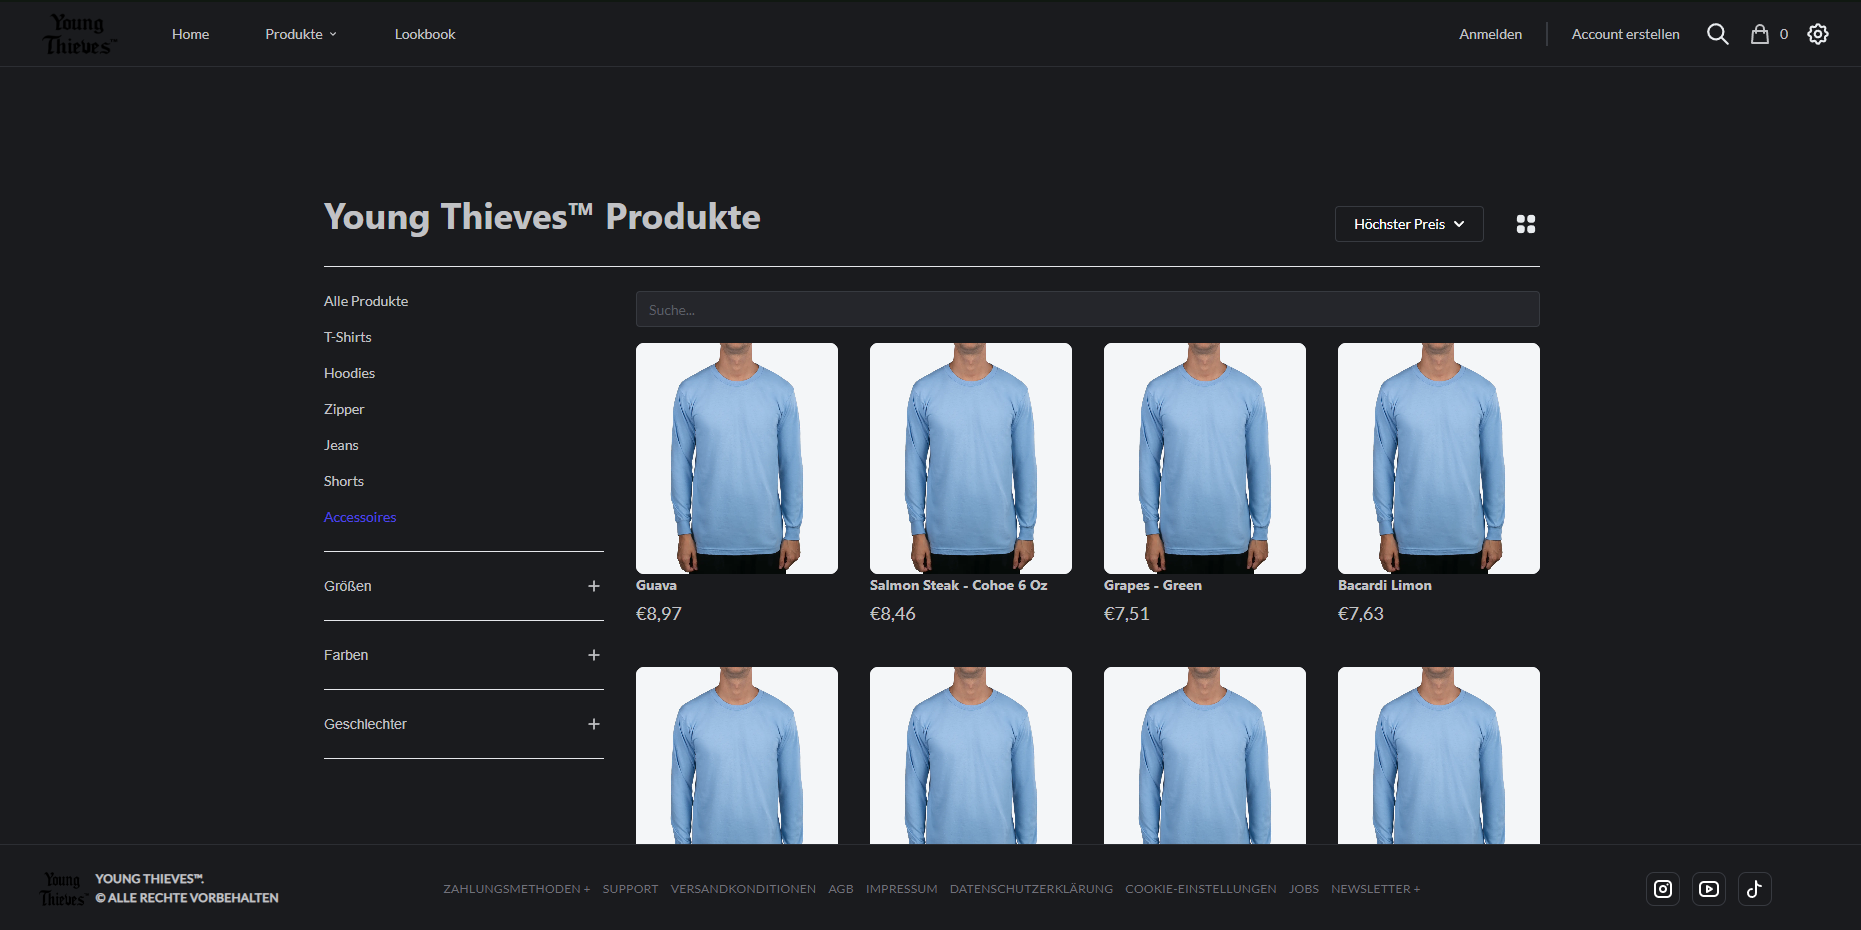 Young
Thieves™
Home
Produkte
Lookbook
Anmelden
Account erstellen
0
Young Thieves™ Produkte
Höchster Preis
Alle Produkte
T-Shirts
Hoodies
Zipper
Jeans
Shorts
Accessoires
Größen
Farben
Geschlechter
Suche...
Guava
€8,97
Salmon Steak - Cohoe 6 Oz
€8,46
Grapes - Green
€7,51
Bacardi Limon
€7,63
Young
Thieves™
YOUNG THIEVES™.
© ALLE RECHTE VORBEHALTEN
ZAHLUNGSMETHODEN +
SUPPORT
VERSANDKONDITIONEN
AGB
IMPRESSUM
DATENSCHUTZERKLÄRUNG
COOKIE-EINSTELLUNGEN
JOBS
NEWSLETTER +